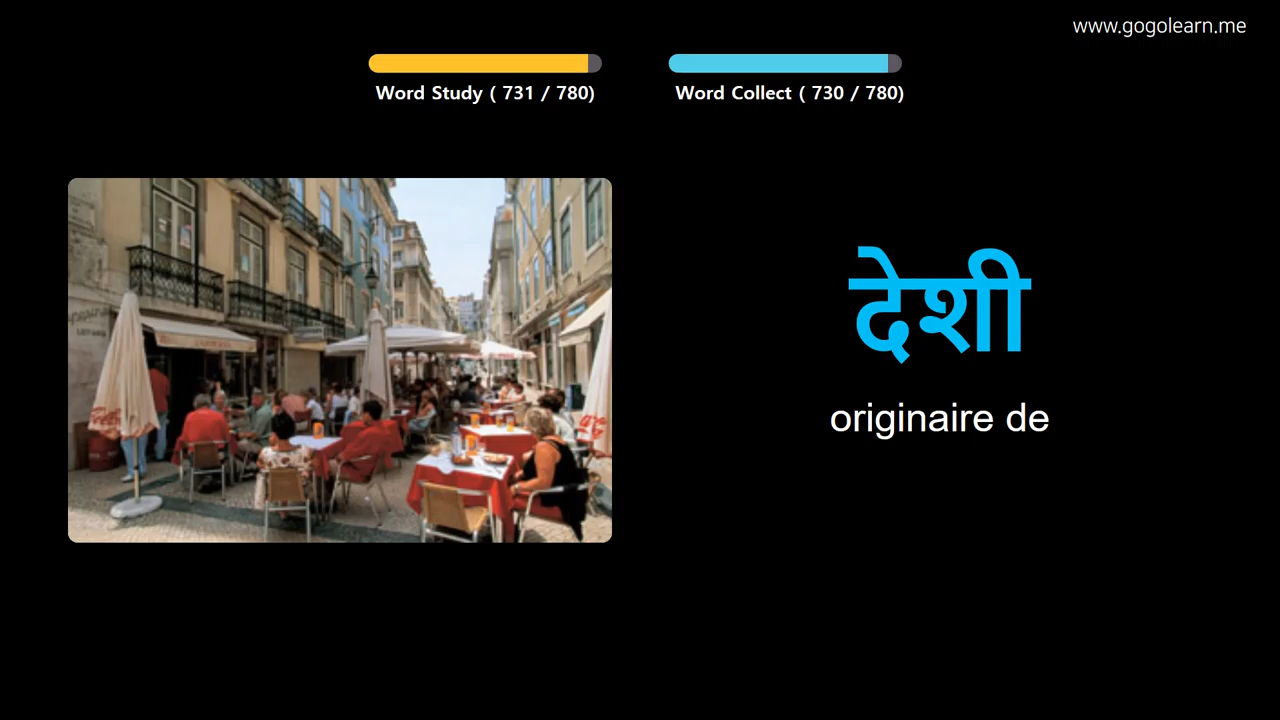 www.gogolearn.me
Word Study ( 731 / 780)
Word Collect ( 730 / 780)
देशी
originaire de